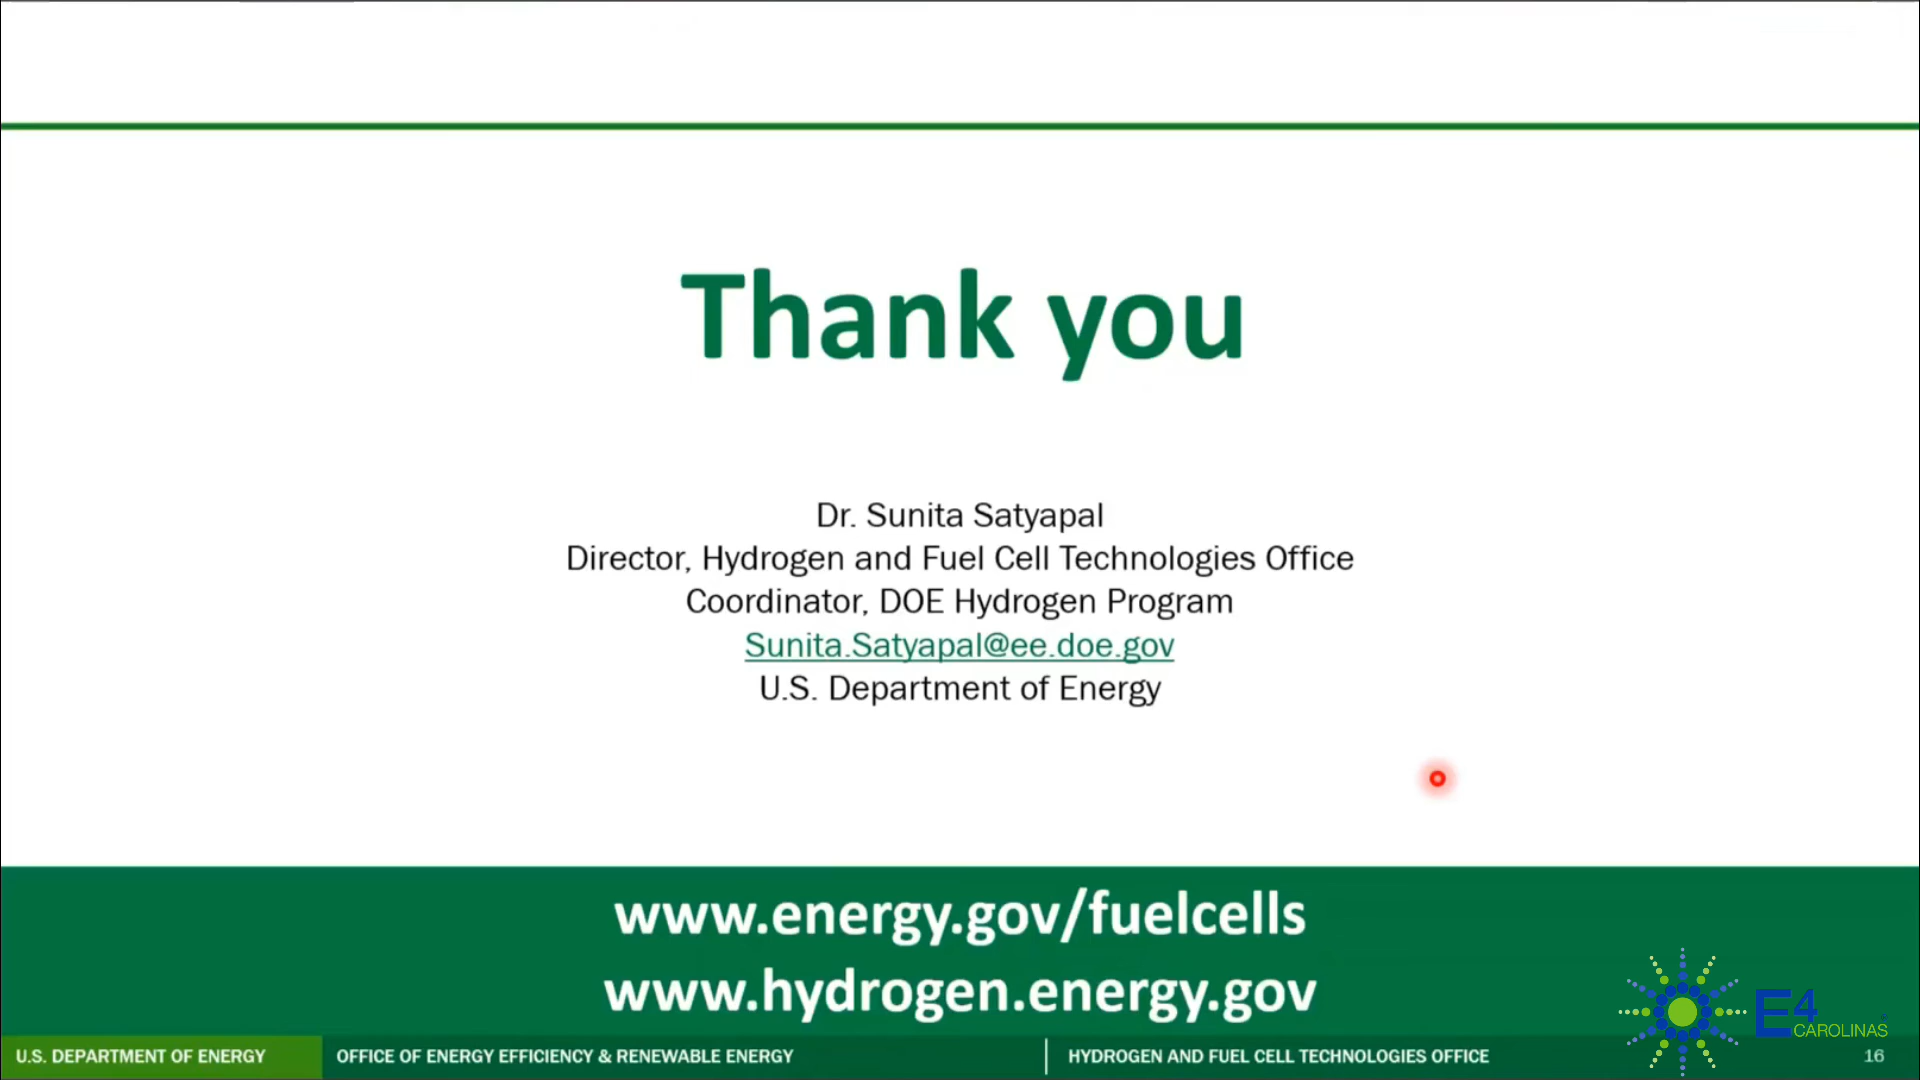 Thank you
Dr. Sunita Satyapal
Director, Hydrogen and Fuel Cell Technologies Office
Coordinator, DOE Hydrogen Program
Sunita.Satyapal@ee.doe.gov
U.S. Department of Energy
www.energy.gov/fuelcells
www.hydrogen.energy.gov
E4 CAROLINAS
U.S. DEPARTMENT OF ENERGY OFFICE OF ENERGY EFFICIENCY & RENEWABLE ENERGY HYDROGEN AND FUEL CELL TECHNOLOGIES OFFICE 16